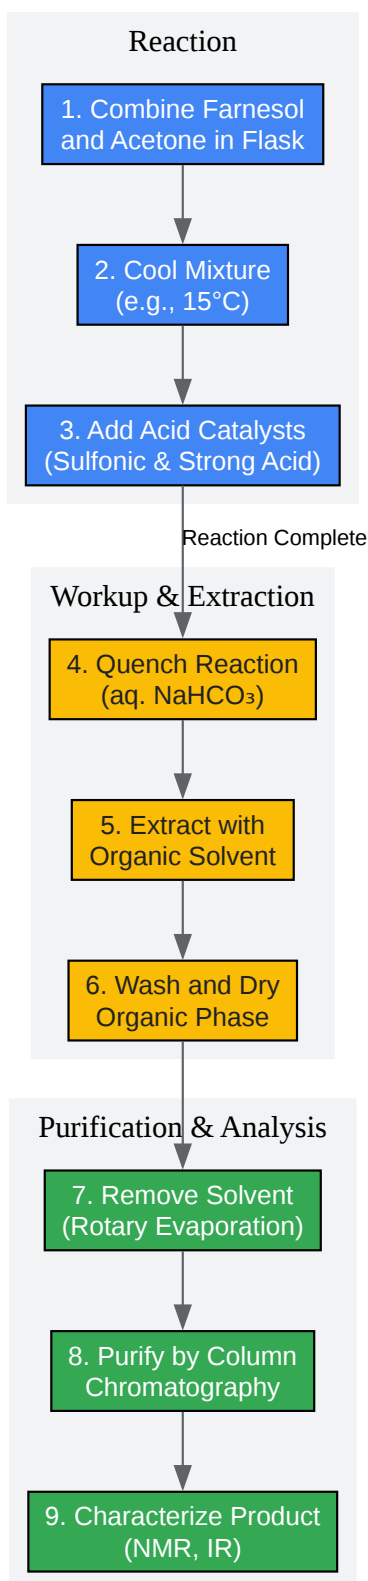 Reaction
1. Combine Farnesol
and Acetone in Flask
2. Cool Mixture
(e.g., 15°C)
3. Add Acid Catalysts
(Sulfonic & Strong Acid)
Reaction Complete
Workup & Extraction
4. Quench Reaction
(aq. NaHCO₃)
5. Extract with
Organic Solvent
6. Wash and Dry
Organic Phase
Purification & Analysis
7. Remove Solvent
(Rotary Evaporation)
8. Purify by Column
Chromatography
9. Characterize Product
(NMR, IR)